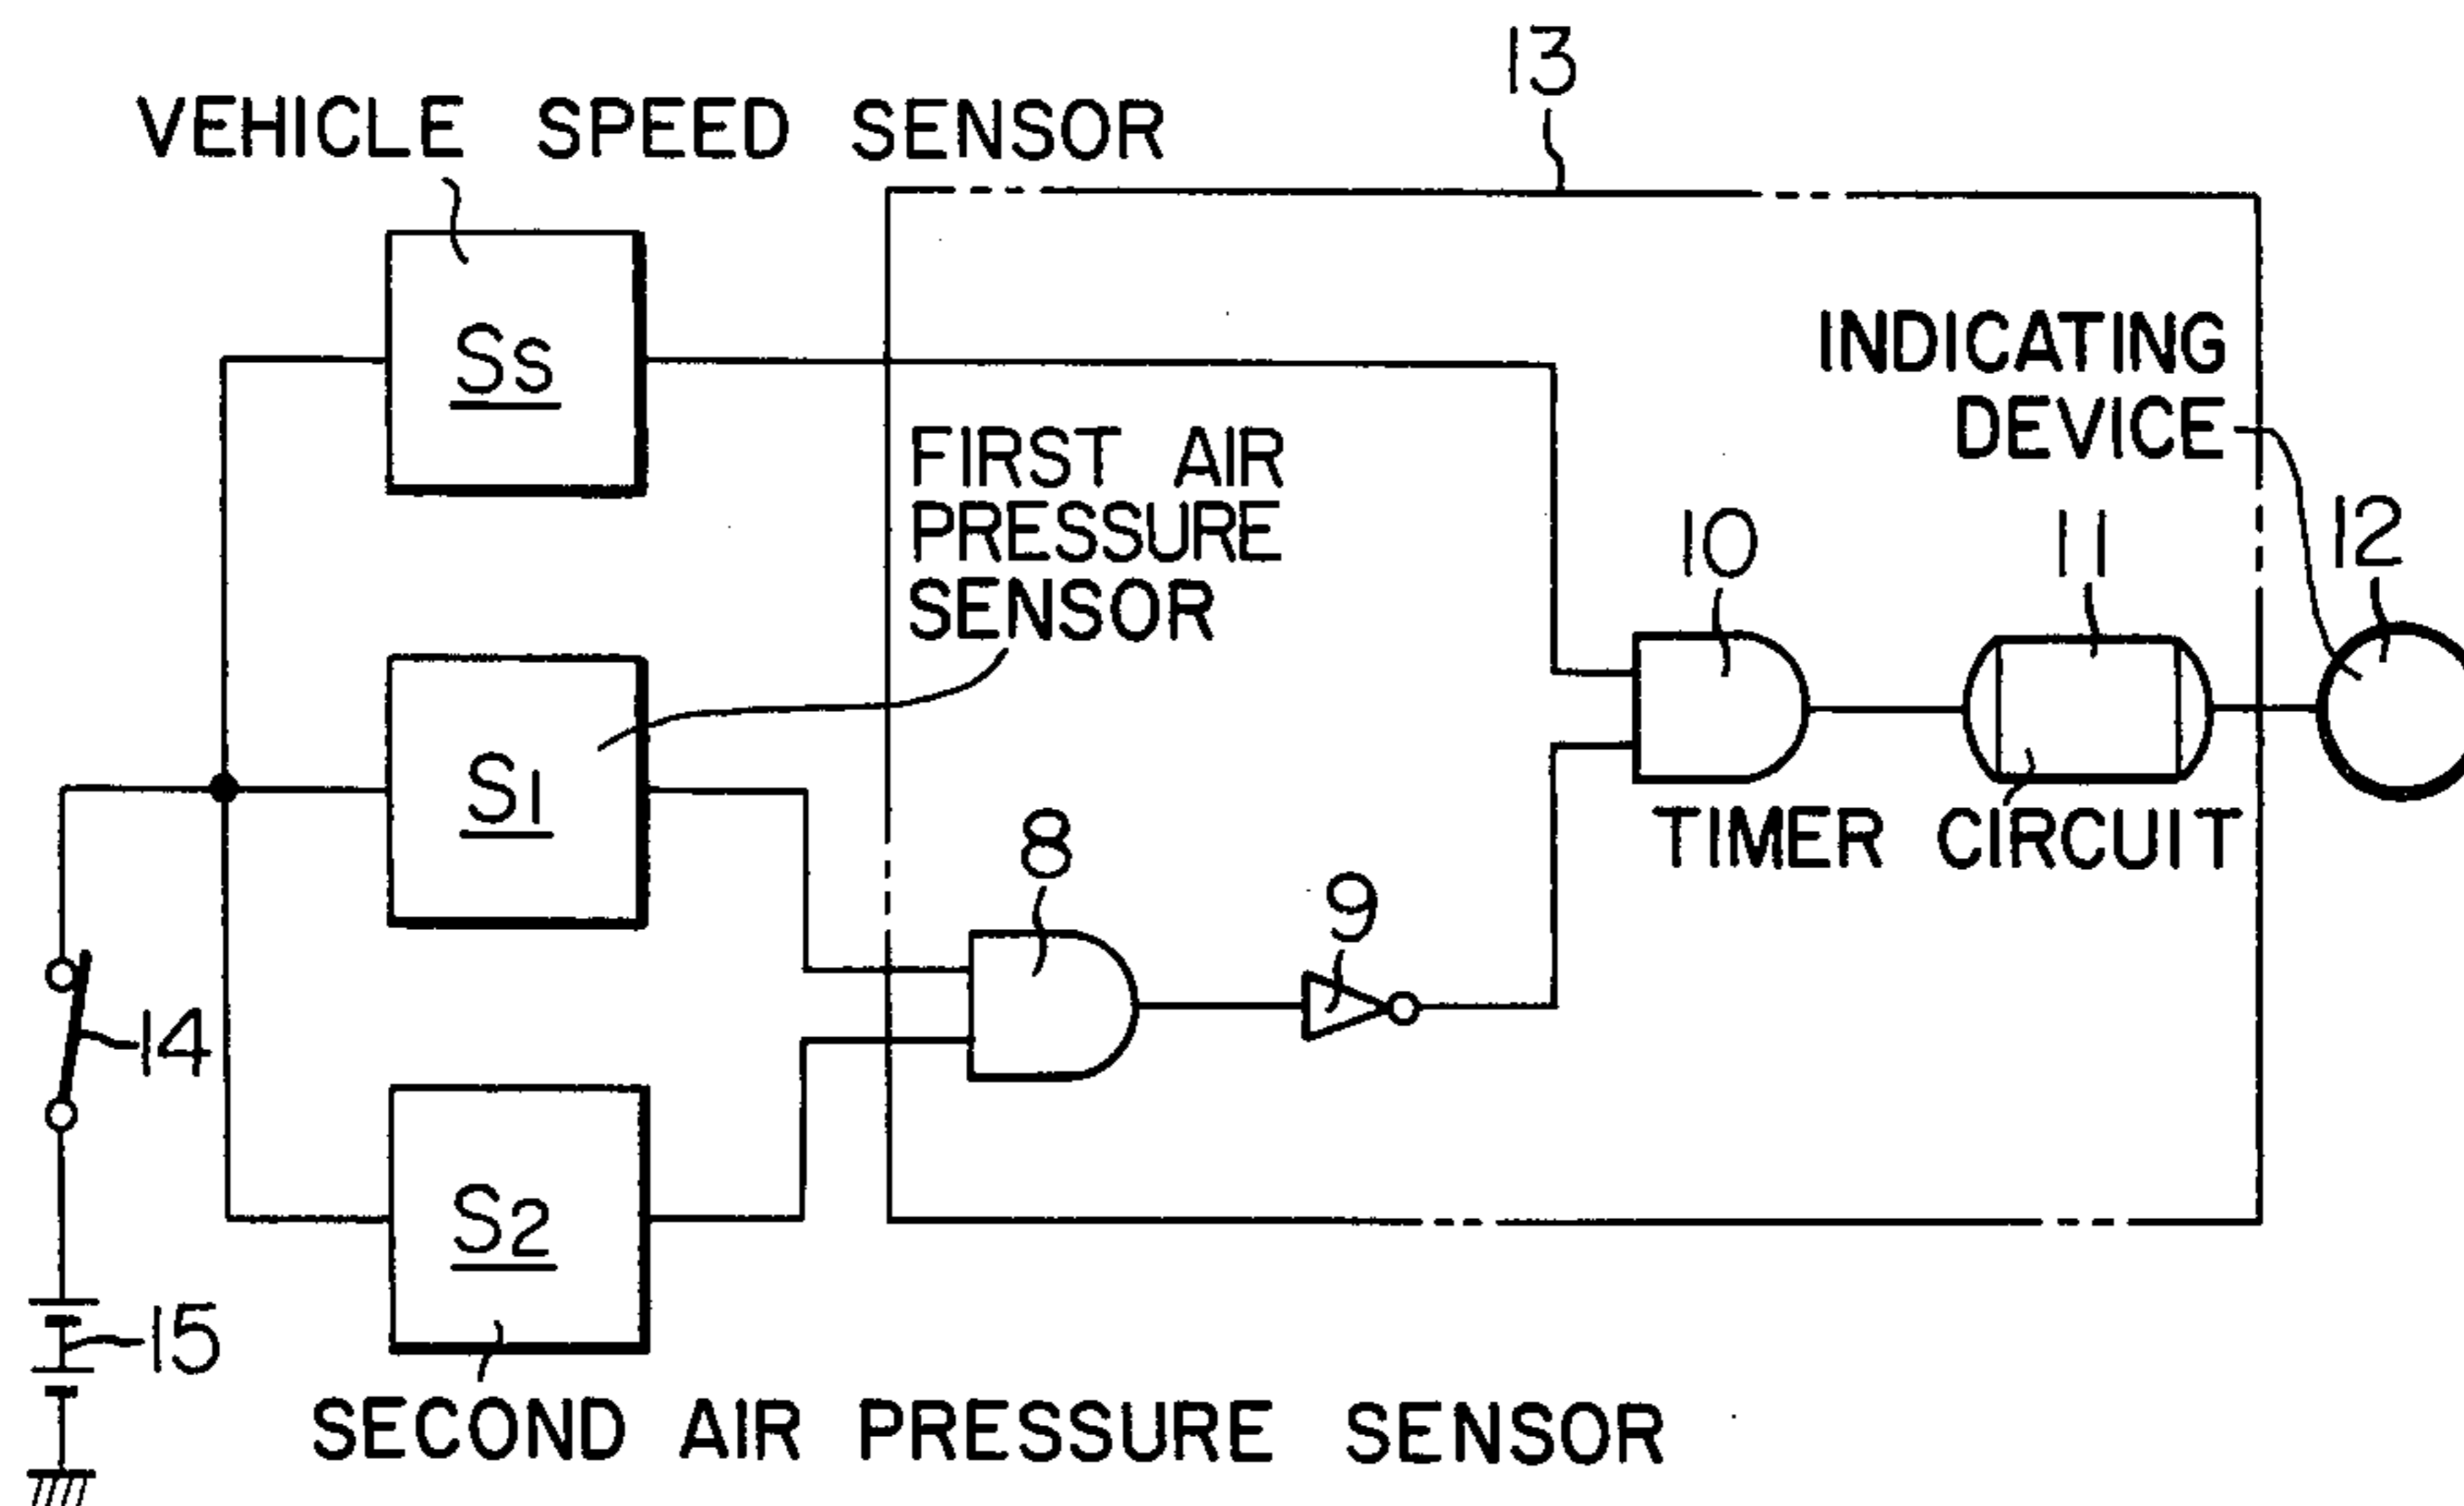 13
VEHICLE SPEED SENSOR
Ss
INDICATING
DEVICE
FIRST AIR
PRESSURE
SENSOR
10
11
12
S1
8
TIMER CIRCUIT
9
14
S2
15
SECOND AIR PRESSURE SENSOR